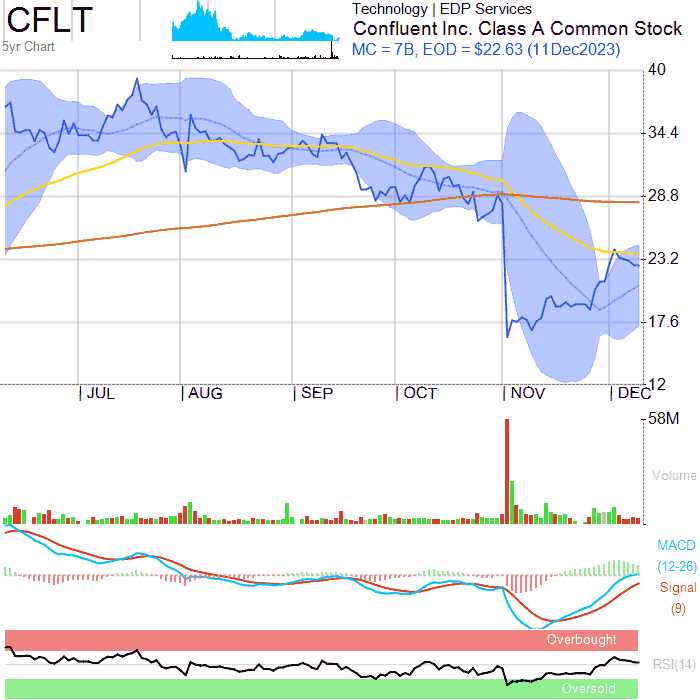 CFLT
5yr Chart
Technology | EDP Services
Confluent Inc. Class A Common Stock
MC = 7B, EOD = $22.63 (11Dec2023)
40
34.4
28.8
23.2
17.6
12
JUL
AUG
SEP
OCT
NOV
DEC
58M
Volume
MACD
(12-26)
Signal
(9)
Overbought
RSI(14)
Oversold